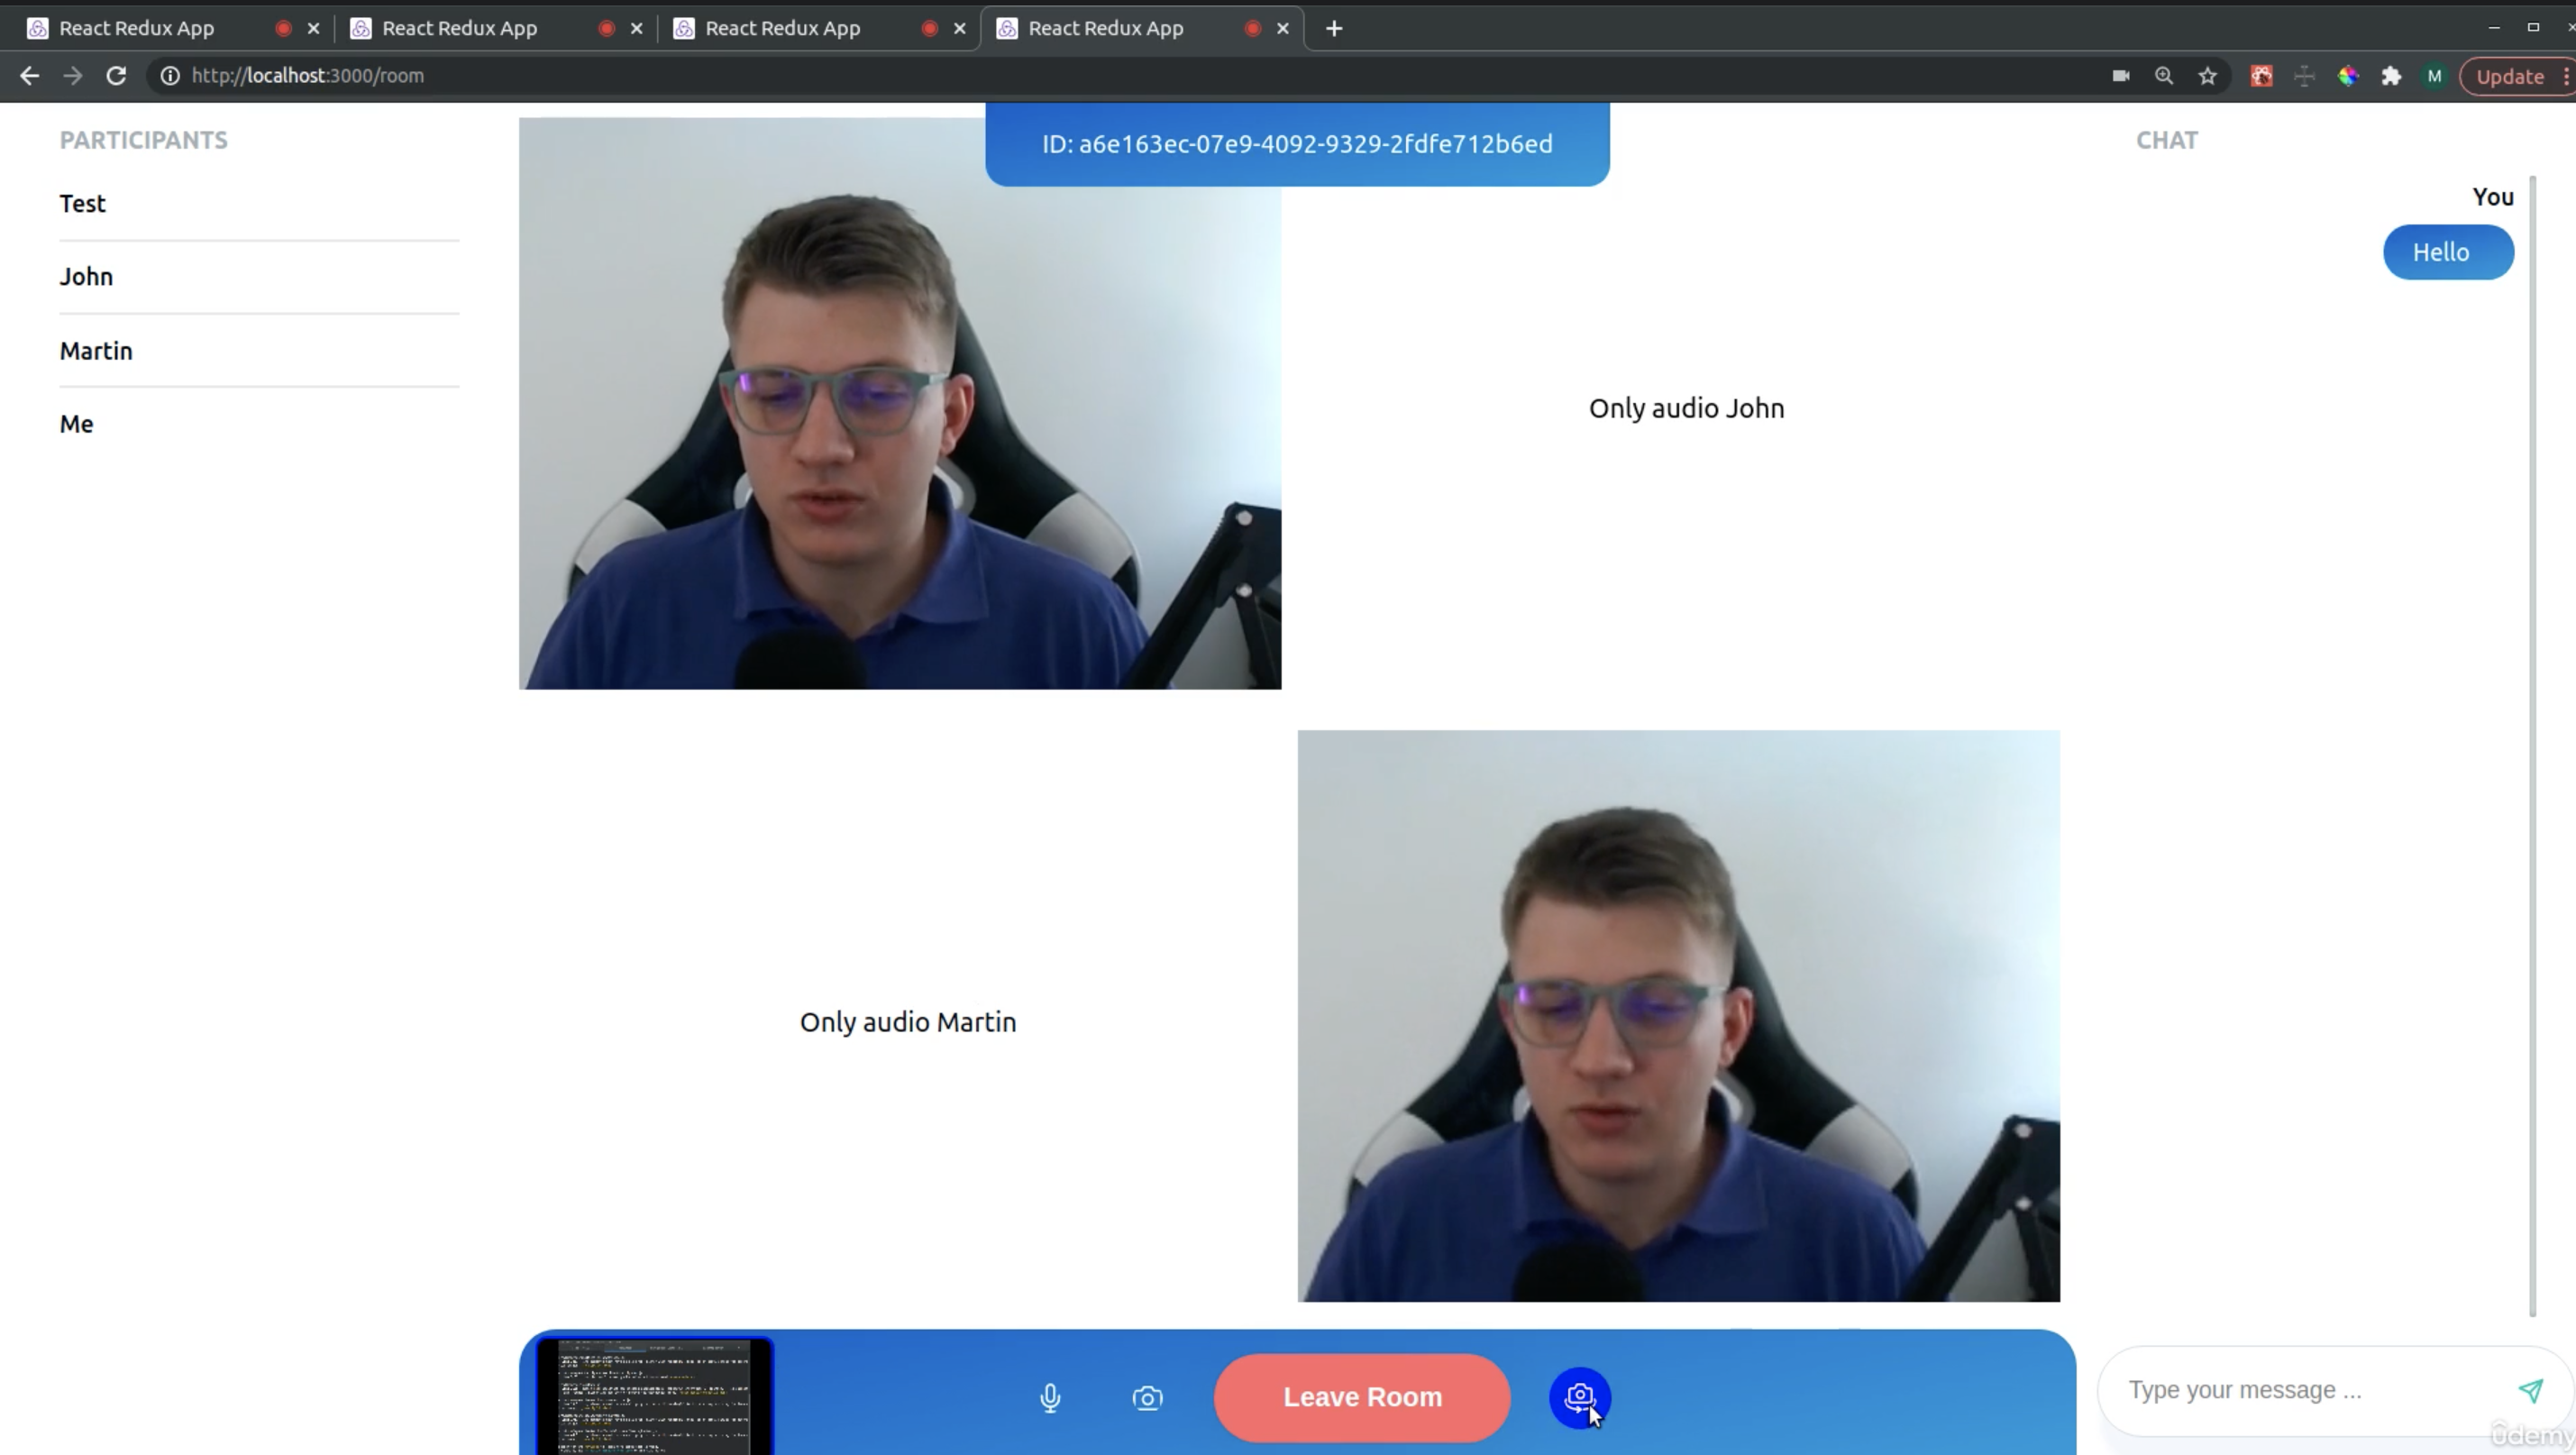 React Redux App
React Redux App
React Redux App
React Redux App
http://localhost:3000/room
M
Update
PARTICIPANTS
Test
John
Martin
Me
ID: a6e163ec-07e9-4092-9329-2fdfe712b6ed
Only audio John
Only audio Martin
CHAT
You
Hello
Leave Room
Type your message ...
ûdemy